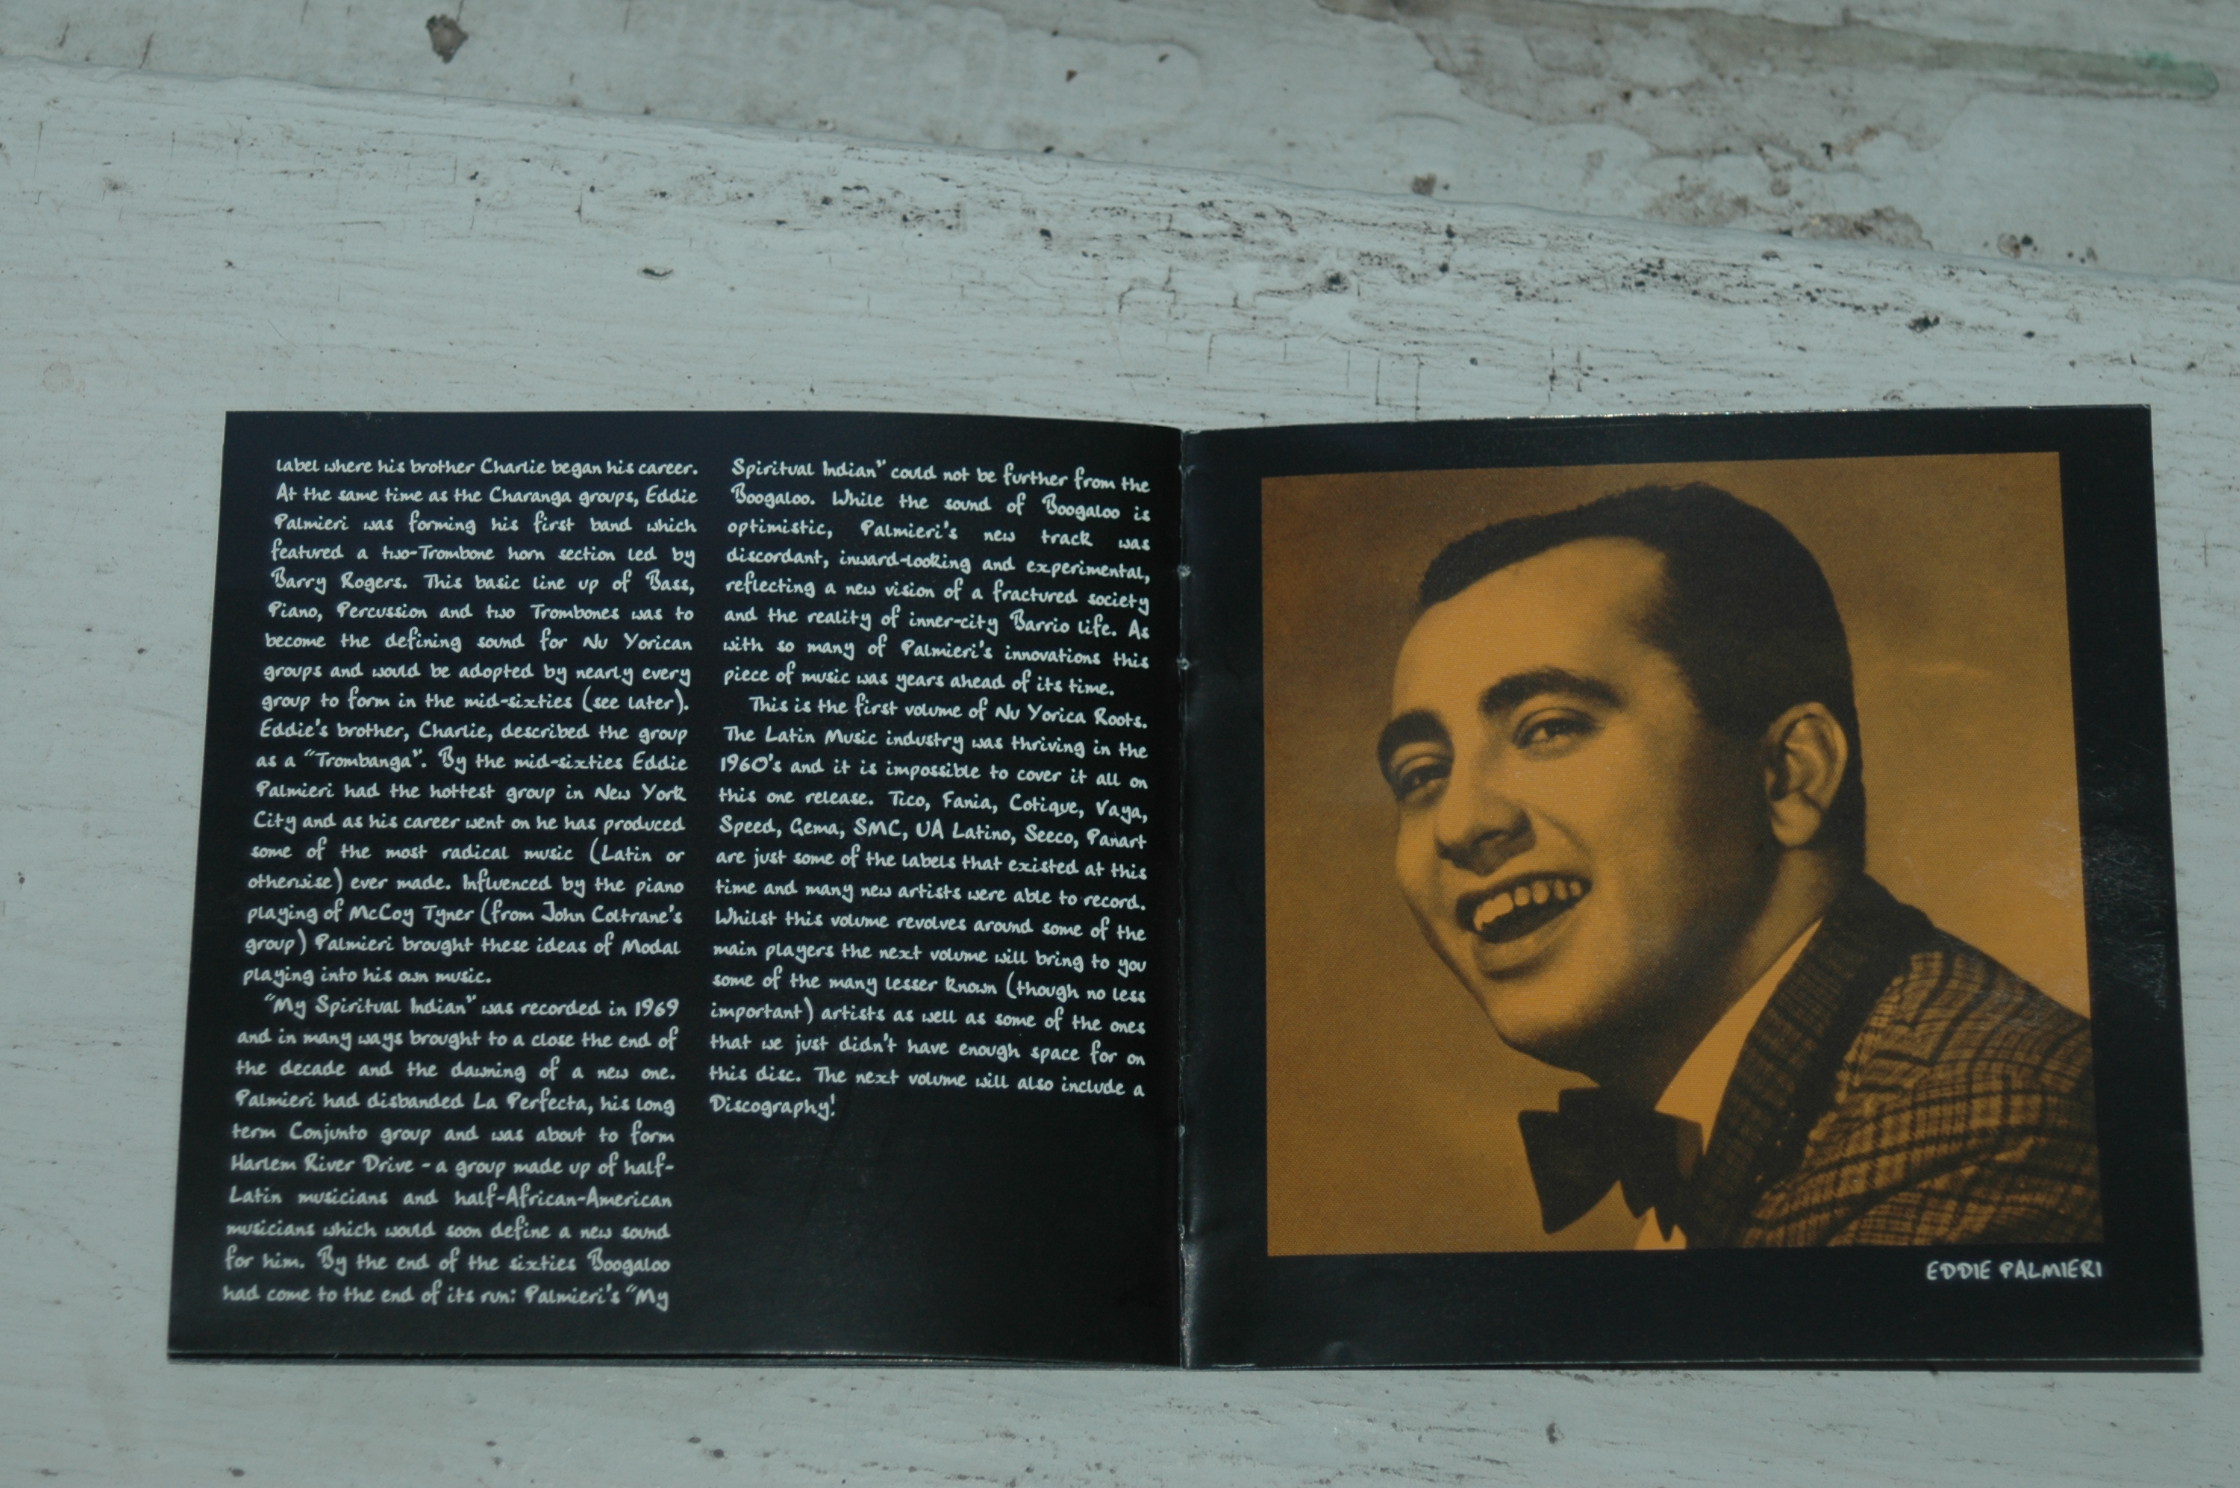 label where his brother Charlie began his career.
At the same time as the Charanga groups, Eddie
Palmieri was forming his first band which
featured a two-Trombone horn section led by
Barry Rogers. This basic line up of Bass,
Piano, Percussion and two Trombones was to
become the defining sound for Nu Yorican
groups and would be adopted by nearly every
group to form in the mid-sixties (see later).
Eddie's brother, Charlie, described the group
as a "Trombanga". By the mid-sixties Eddie
Palmieri had the hottest group in New York
City and as his career went on he has produced
some of the most radical music (Latin or
otherwise) ever made. Influenced by the piano
playing of McCoy Tyner (from John Coltrane's
group) Palmieri brought these ideas of Modal
playing into his own music.
"My Spiritual Indian" was recorded in 1969
and in many ways brought to a close the end of
the decade and the dawning of a new one.
Palmieri had disbanded La Perfecta, his long
term Conjunto group and was about to form
Harlem River Drive - a group made up of half-
Latin musicians and half-African-American
musicians which would soon define a new sound
for him. By the end of the sixties Boogaloo
had come to the end of its run: Palmieri's "My
Spiritual Indian" could not be further from the
Boogaloo. While the sound of Boogaloo is
optimistic, Palmieri's new track was
discordant, inward-looking and experimental,
reflecting a new vision of a fractured society
and the reality of inner-city Barrio life. As
with so many of Palmieri's innovations this
piece of music was years ahead of its time.
This is the first volume of Nu Yorica Roots.
The Latin Music industry was thriving in the
1960's and it is impossible to cover it all on
this one release. Tico, Fania, Cotique, Vaya,
Speed, Gema, SMC, UA Latino, Seeco, Panart
are just some of the labels that existed at this
time and many new artists were able to record.
Whilst this volume revolves around some of the
main players the next volume will bring to you
some of the many lesser known (though no less
important) artists as well as some of the ones
that we just didn't have enough space for on
this disc. The next volume will also include a
Discography!
EDDIE PALMIERI